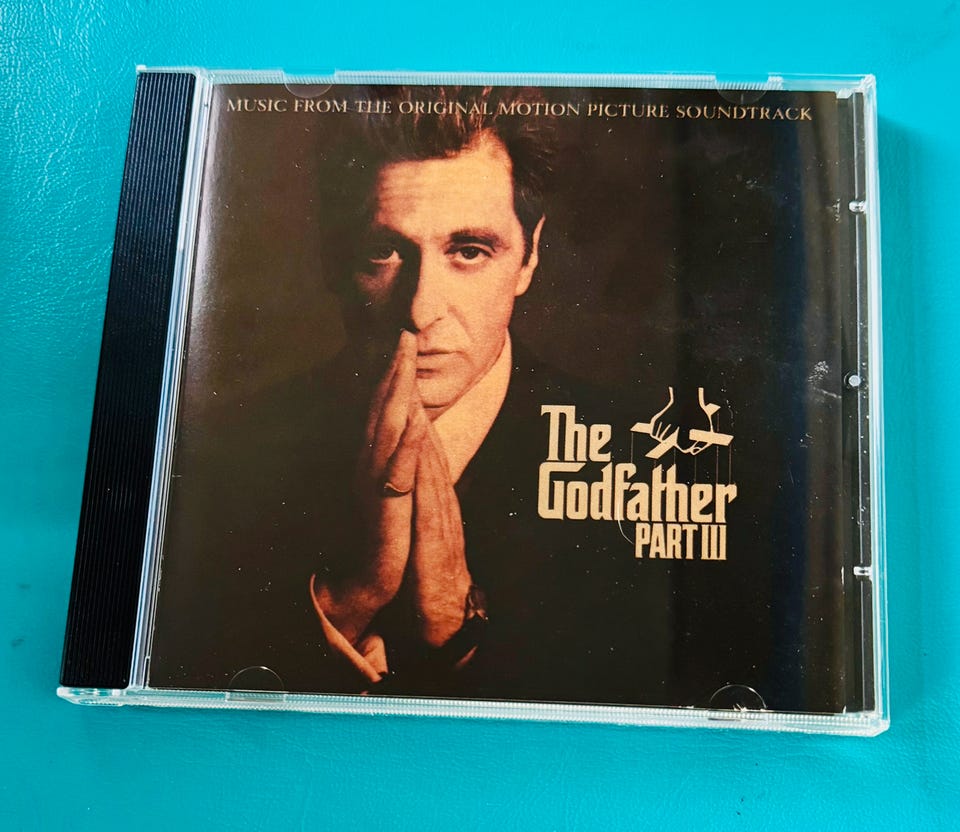 MUSIC FROM THE ORIGINAL MOTION PICTURE SOUNDTRACK
The
Godfather
PART III